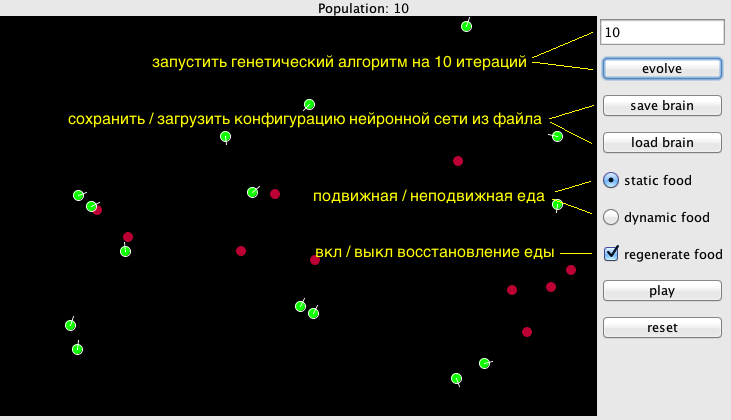 Population: 10
10
запустить генетический алгоритм на 10 итераций
evolve
save brain
сохранить / загрузить конфигурацию нейронной сети из файла
load brain
static food
подвижная / неподвижная еда
dynamic food
вкл / выкл восстановление еды
regenerate food
play
reset